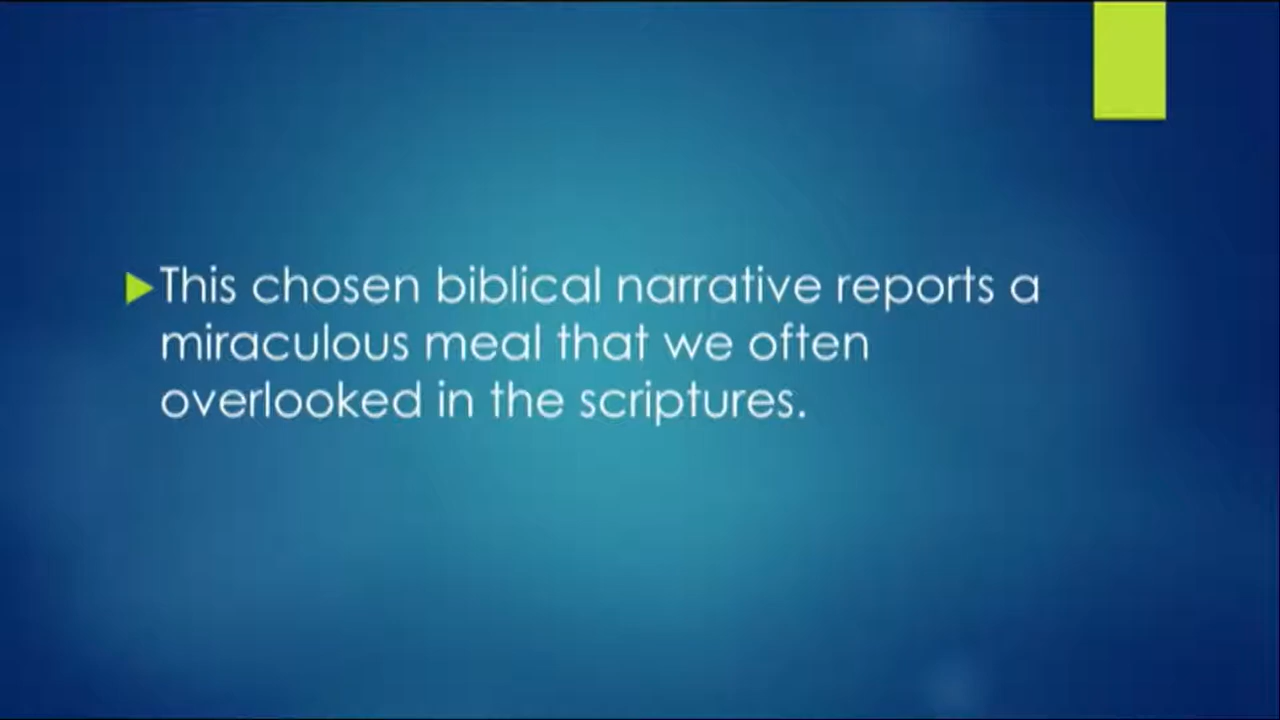 This chosen biblical narrative reports a
miraculous meal that we often
overlooked in the scriptures.